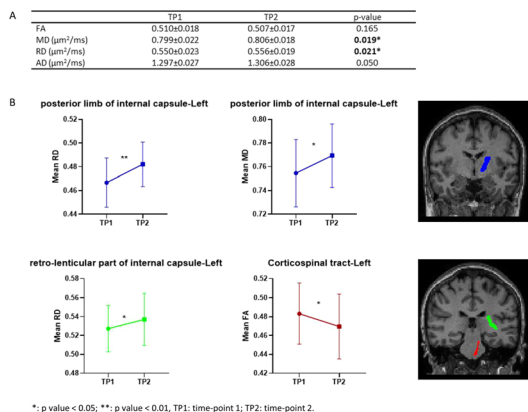 A
TP1 TP2 p-value
FA 0.510±0.018 0.507±0.017 0.165
MD (μm²/ms) 0.799±0.022 0.806±0.018 0.019*
RD (μm²/ms) 0.550±0.023 0.556±0.019 0.021*
AD (μm²/ms) 1.297±0.027 1.306±0.028 0.050
B
posterior limb of internal capsule-Left posterior limb of internal capsule-Left
0.52 0.80
0.50 0.78
** *
Mean RD Mean MD
0.48 0.76
0.46 0.74
0.44 0.72
TP1 TP2 TP1 TP2
retro-lenticular part of internal capsule-Left Corticospinal tract-Left
0.58 0.52
0.56 0.50
* *
Mean RD Mean FA
0.54 0.48
0.52 0.46
0.50 0.44
0.48 0.42
TP1 TP2 TP1 TP2
*: p value < 0.05; **: p value < 0.01, TP1: time-point 1; TP2: time-point 2.